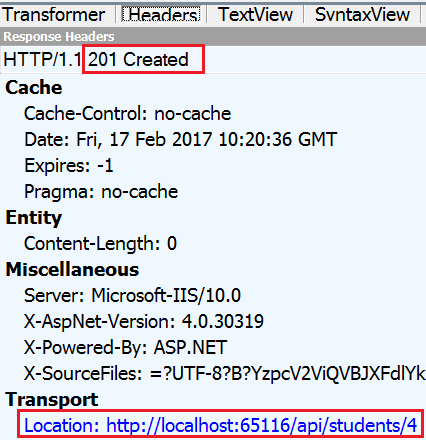 Transformer Headers TextView SyntaxView
Response Headers
HTTP/1.1 201 Created
Cache
Cache-Control: no-cache
Date: Fri, 17 Feb 2017 10:20:36 GMT
Expires: -1
Pragma: no-cache
Entity
Content-Length: 0
Miscellaneous
Server: Microsoft-IIS/10.0
X-AspNet-Version: 4.0.30319
X-Powered-By: ASP.NET
X-SourceFiles: =?UTF-8?B?YzpcV2ViQVBJXFdlYk
Transport
Location: http://localhost:65116/api/students/4